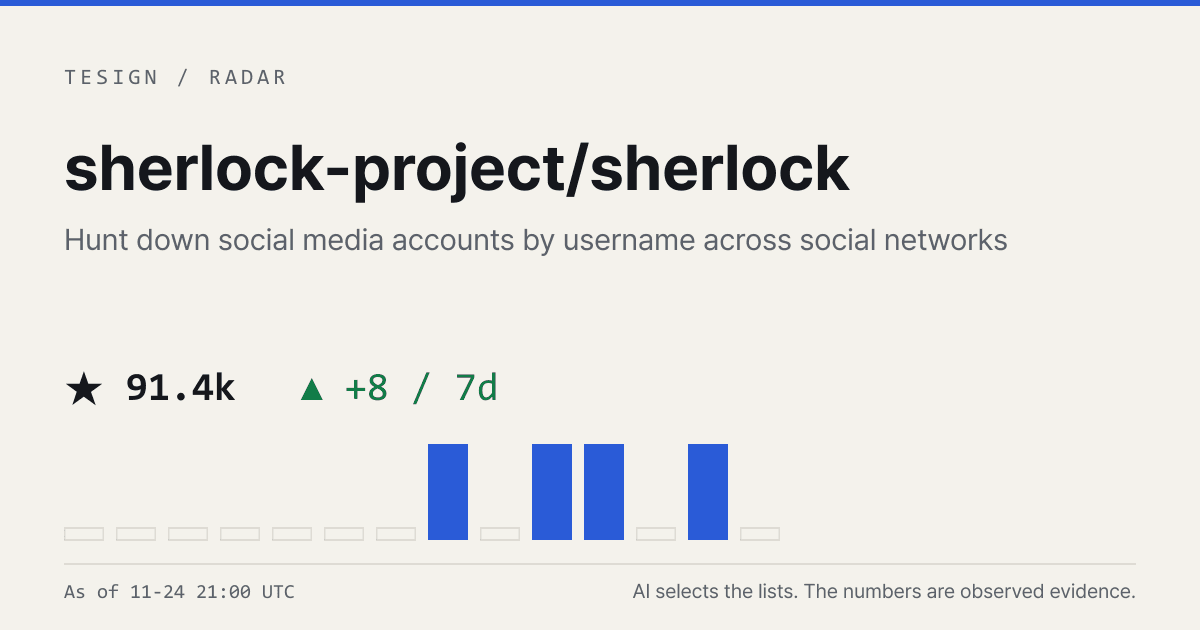 TESIGN / RADAR
sherlock-project/sherlock
Hunt down social media accounts by username across social networks
★ 91.4k ▲ +8 / 7d
As of 11-24 21:00 UTC
AI selects the lists. The numbers are observed evidence.